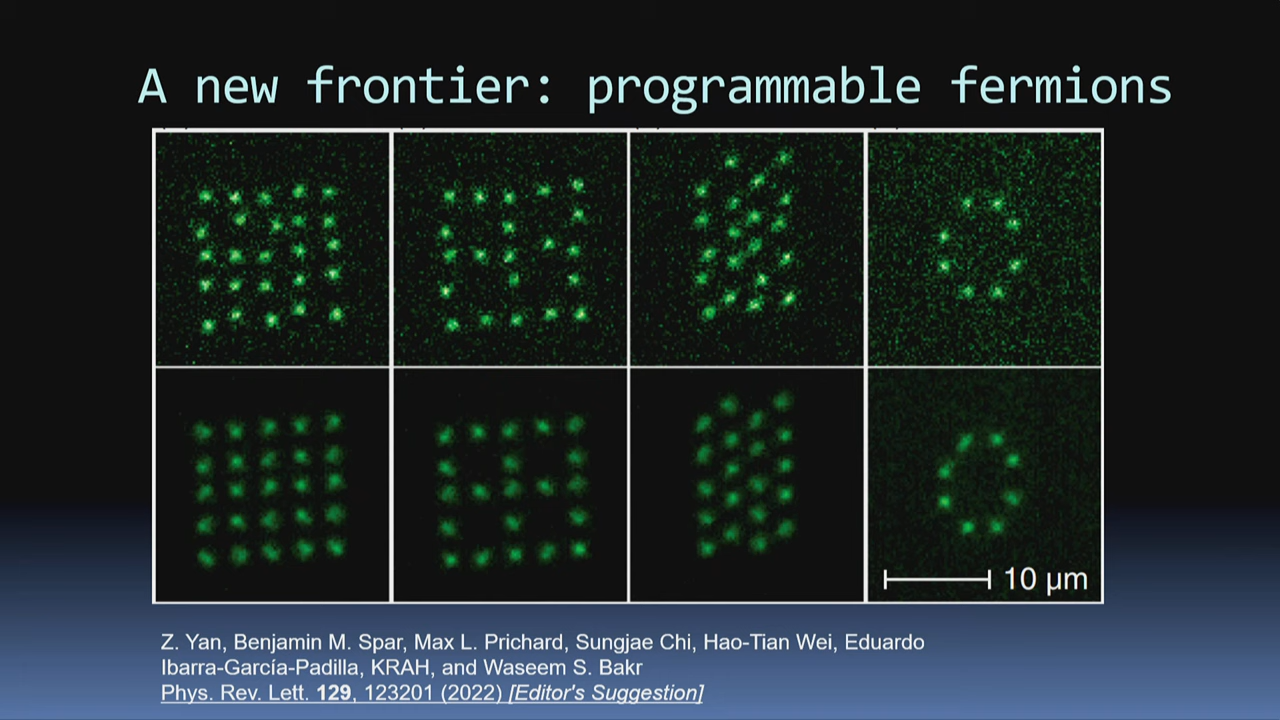 A new frontier: programmable fermions
10 μm
Z. Yan, Benjamin M. Spar, Max L. Prichard, Sungjae Chi, Hao-Tian Wei, Eduardo
Ibarra-García-Padilla, KRAH, and Waseem S. Bakr
Phys. Rev. Lett. 129, 123201 (2022) [Editor's Suggestion]